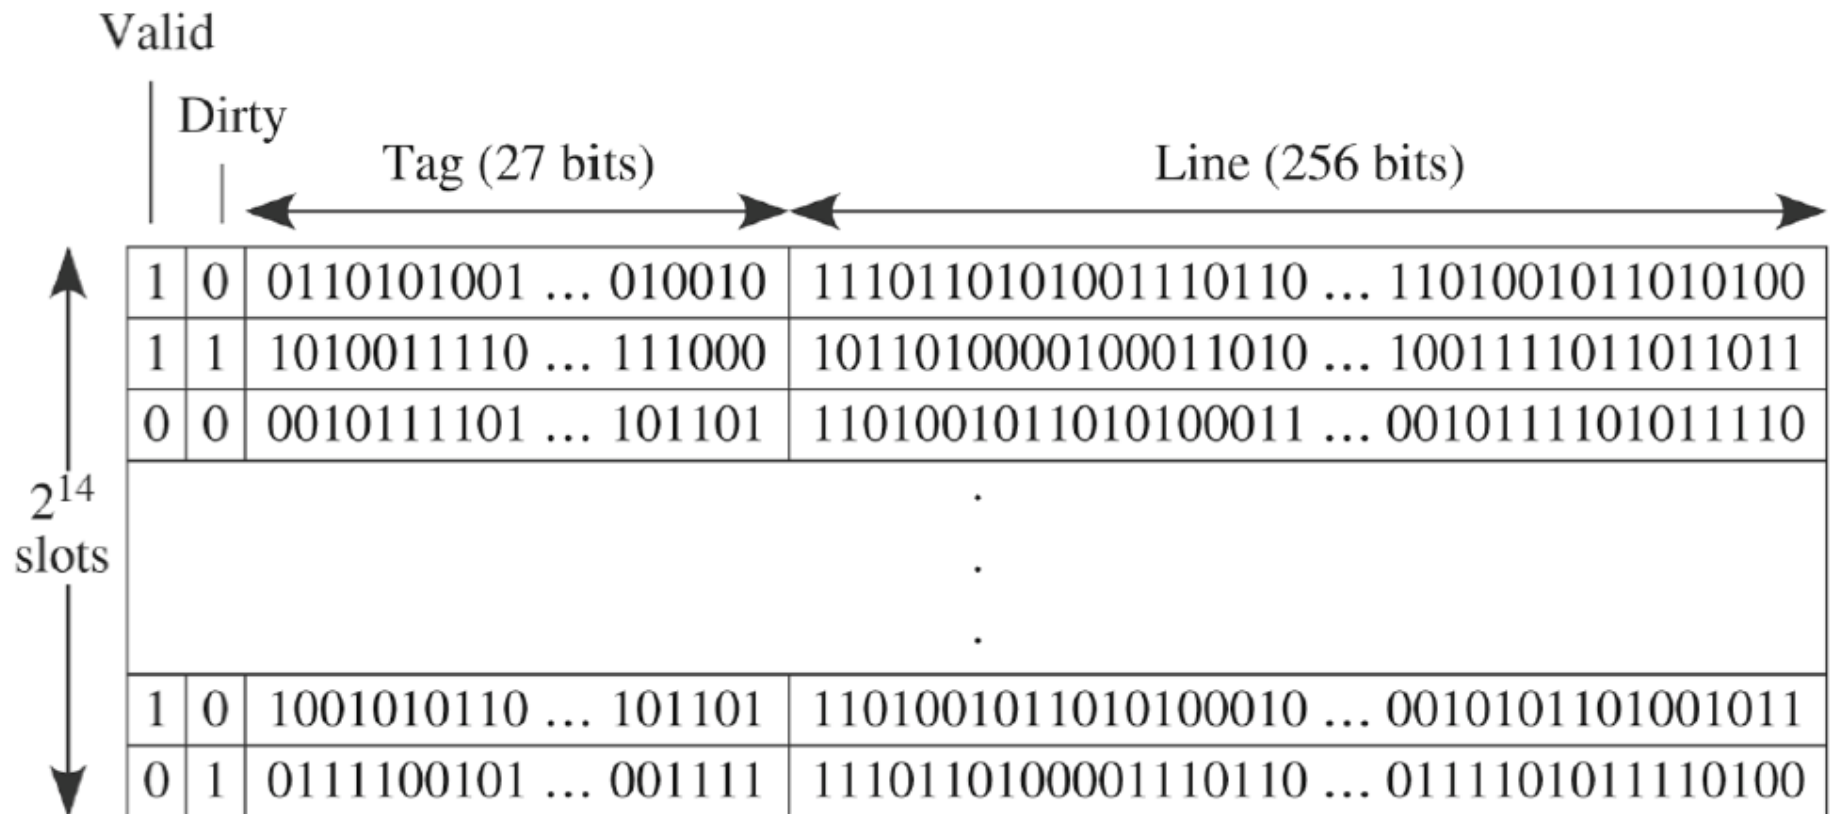 Valid
Dirty
Tag (27 bits)
Line (256 bits)
1 0 0110101001 ... 010010 1110110101001110110 ... 1101001011010100
1 1 1010011110 ... 111000 1011010000100011010 ... 1001111011011011
0 0 0010111101 ... 101101 1101001011010100011 ... 0010111101011110
2^14
slots
.
.
.
1 0 1001010110 ... 101101 1101001011010100010 ... 0010101101001011
0 1 0111100101 ... 001111 1110110100001110110 ... 0111101011110100